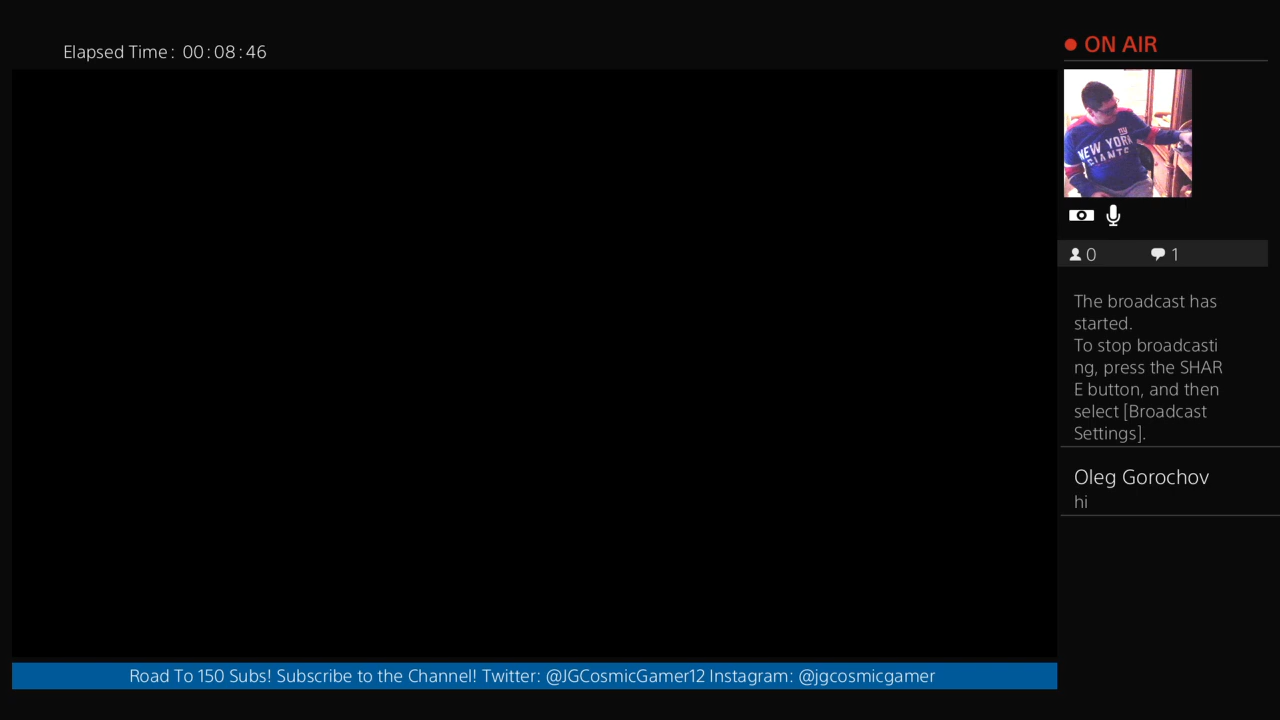 Elapsed Time: 00:08:46
ON AIR
NEW YORK
GIANTS
0 1
The broadcast has
started.
To stop broadcasti
ng, press the SHAR
E button, and then
select [Broadcast
Settings].
Oleg Gorochov
hi
Road To 150 Subs! Subscribe to the Channel! Twitter: @JGCosmicGamer12 Instagram: @jgcosmicgamer